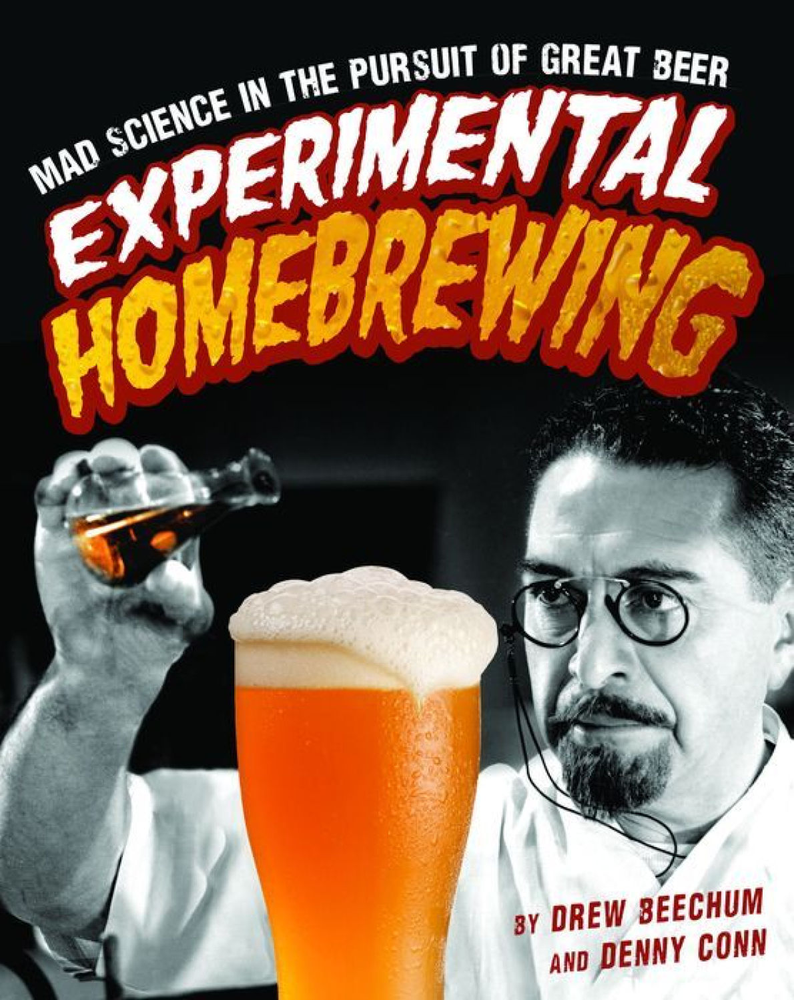 MAD SCIENCE IN THE PURSUIT OF GREAT BEER
EXPERIMENTAL
HOMEBREWING
BY DREW BEECHUM
AND DENNY CONN